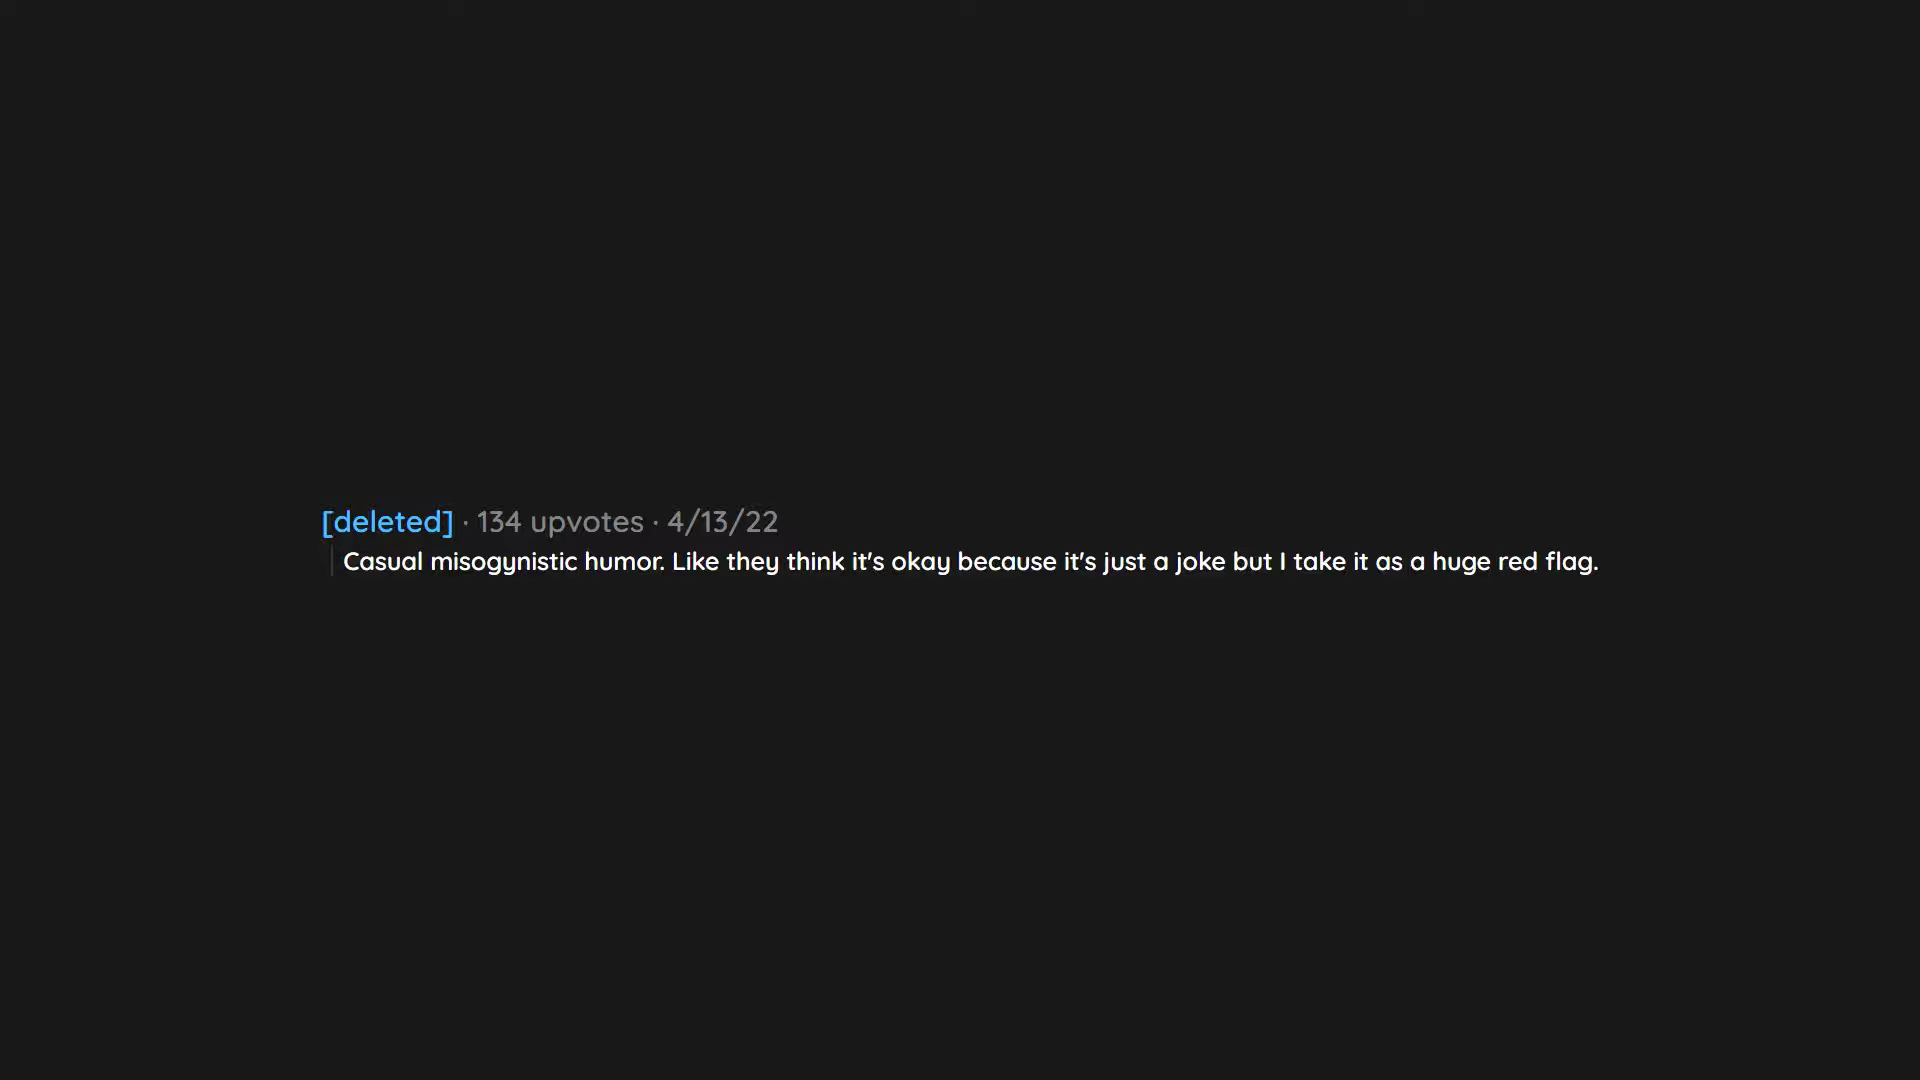 [deleted] · 134 upvotes · 4/13/22
Casual misogynistic humor. Like they think it's okay because it's just a joke but I take it as a huge red flag.